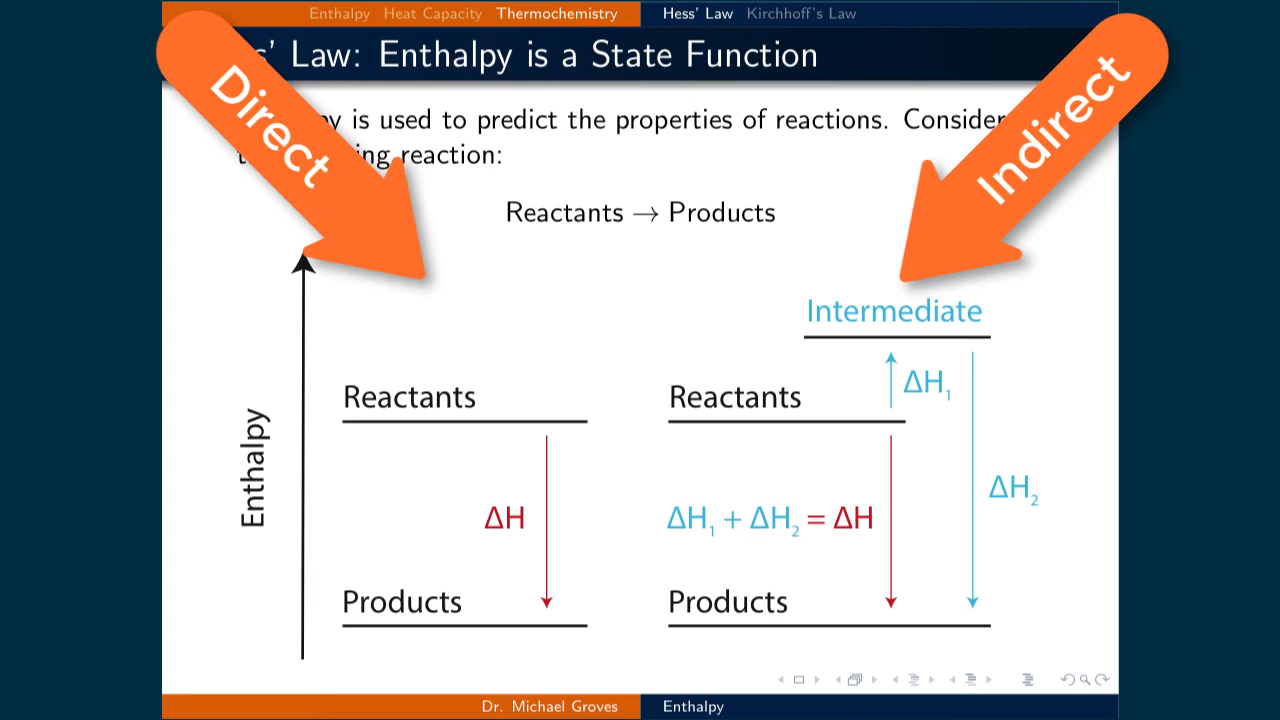 Enthalpy Heat Capacity Thermochemistry Hess' Law Kirchhoff's Law
Law: Enthalpy is a State Function
Direct
Indirect
is used to predict the properties of reactions. Consider
reaction:
Reactants → Products
Intermediate
ΔH₁
Reactants
Reactants
Enthalpy
ΔH₂
ΔH
ΔH₁ + ΔH₂ = ΔH
Products
Products
Dr. Michael Groves Enthalpy